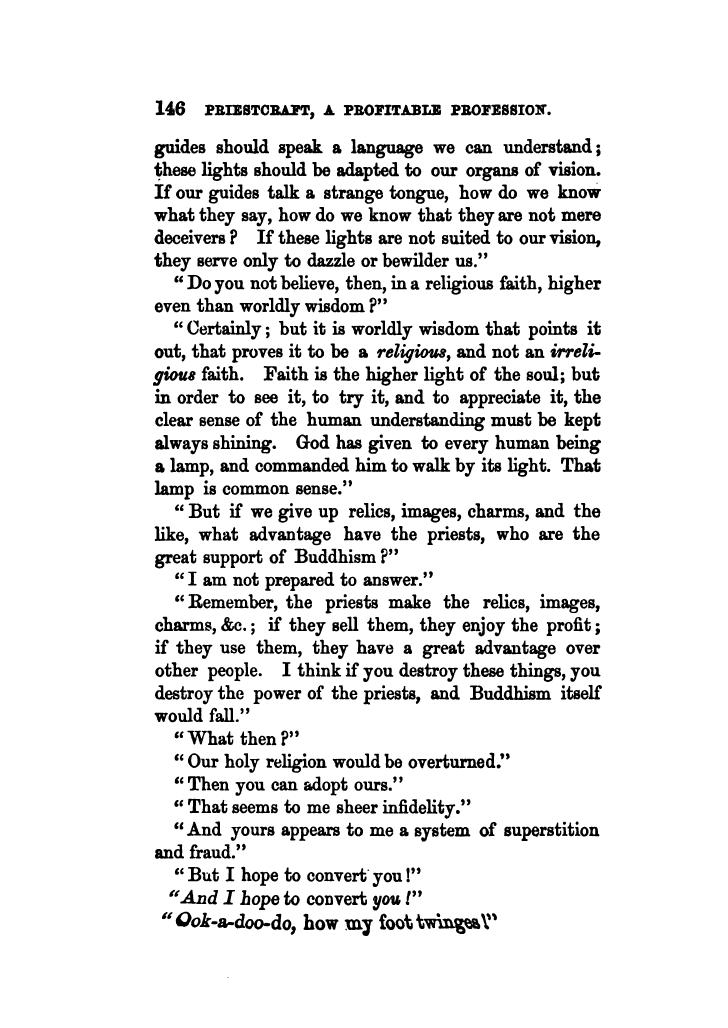 146 PRIESTCRAFT, A PROFITABLE PROFESSION.
guides should speak a language we can understand;
these lights should be adapted to our organs of vision.
If our guides talk a strange tongue, how do we know
what they say, how do we know that they are not mere
deceivers? If these lights are not suited to our vision,
they serve only to dazzle or bewilder us."
"Do you not believe, then, in a religious faith, higher
even than worldly wisdom?"
"Certainly; but it is worldly wisdom that points it
out, that proves it to be a religious, and not an irreli-
gious faith. Faith is the higher light of the soul; but
in order to see it, to try it, and to appreciate it, the
clear sense of the human understanding must be kept
always shining. God has given to every human being
a lamp, and commanded him to walk by its light. That
lamp is common sense."
"But if we give up relics, images, charms, and the
like, what advantage have the priests, who are the
great support of Buddhism?"
"I am not prepared to answer."
"Remember, the priests make the relics, images,
charms, &c.; if they sell them, they enjoy the profit;
if they use them, they have a great advantage over
other people. I think if you destroy these things, you
destroy the power of the priests, and Buddhism itself
would fall."
"What then?"
"Our holy religion would be overturned."
"Then you can adopt ours."
"That seems to me sheer infidelity."
"And yours appears to me a system of superstition
and fraud."
"But I hope to convert you!"
"And I hope to convert you!"
"Ook-a-doo-do, how my foot twinges!"